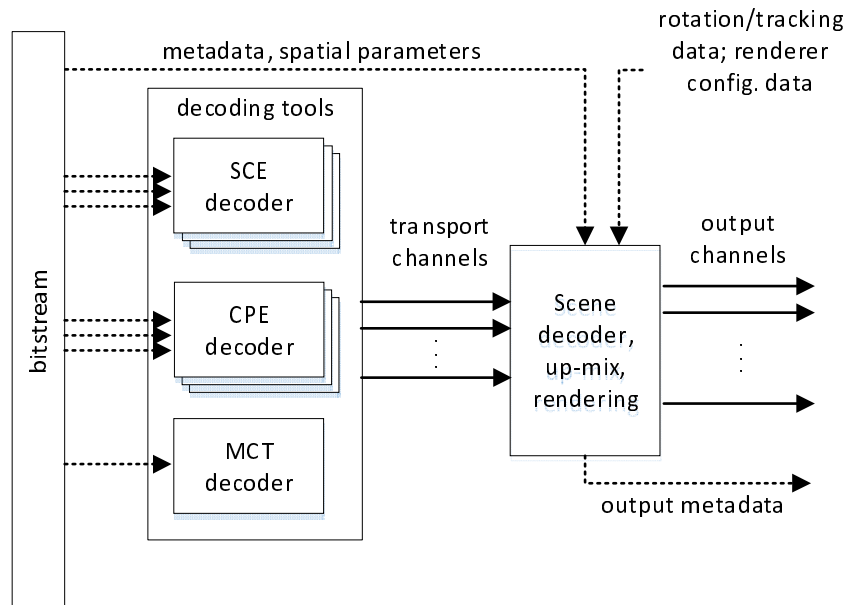 rotation/tracking
data; renderer
config. data
metadata, spatial parameters
decoding tools
SCE
decoder
CPE
decoder
MCT
decoder
bitstream
transport
channels
Scene
decoder,
up-mix,
rendering
output
channels
output metadata